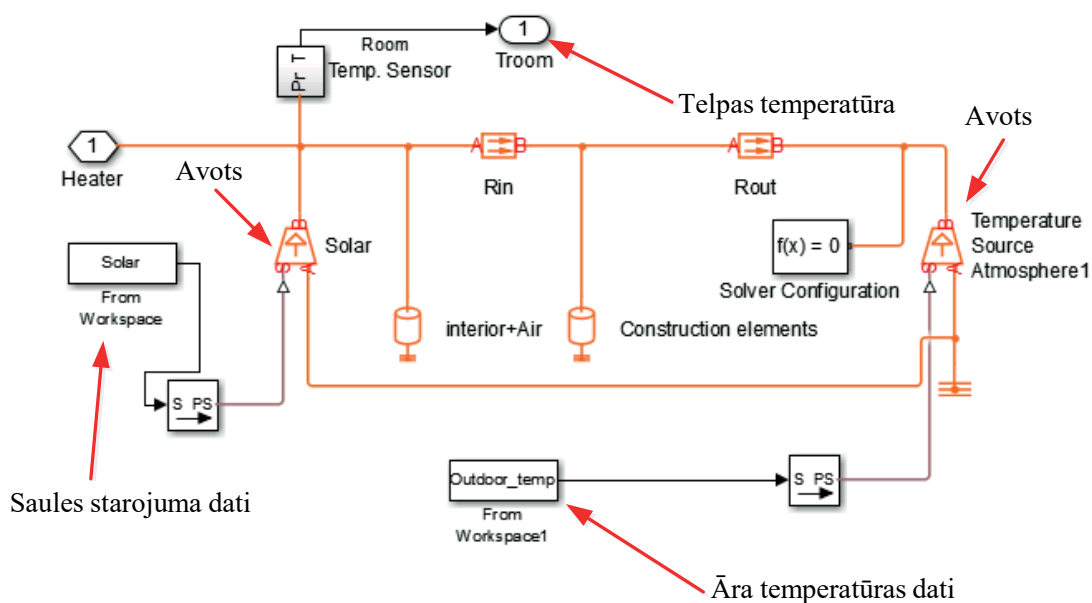 1
Troom
Room
Temp. Sensor
Pr T
Telpas temperatūra
1
Heater
Avots
A
B
Rin
A
B
Rout
Avots
B
Solar
S
A
f(x) = 0
Solver Configuration
B
Temperature
Source
Atmosphere1
S
A
Solar
From
Workspace
interior+Air
Construction elements
S PS
Saules starojuma dati
Outdoor_temp
From
Workspace1
S PS
Āra temperatūras dati